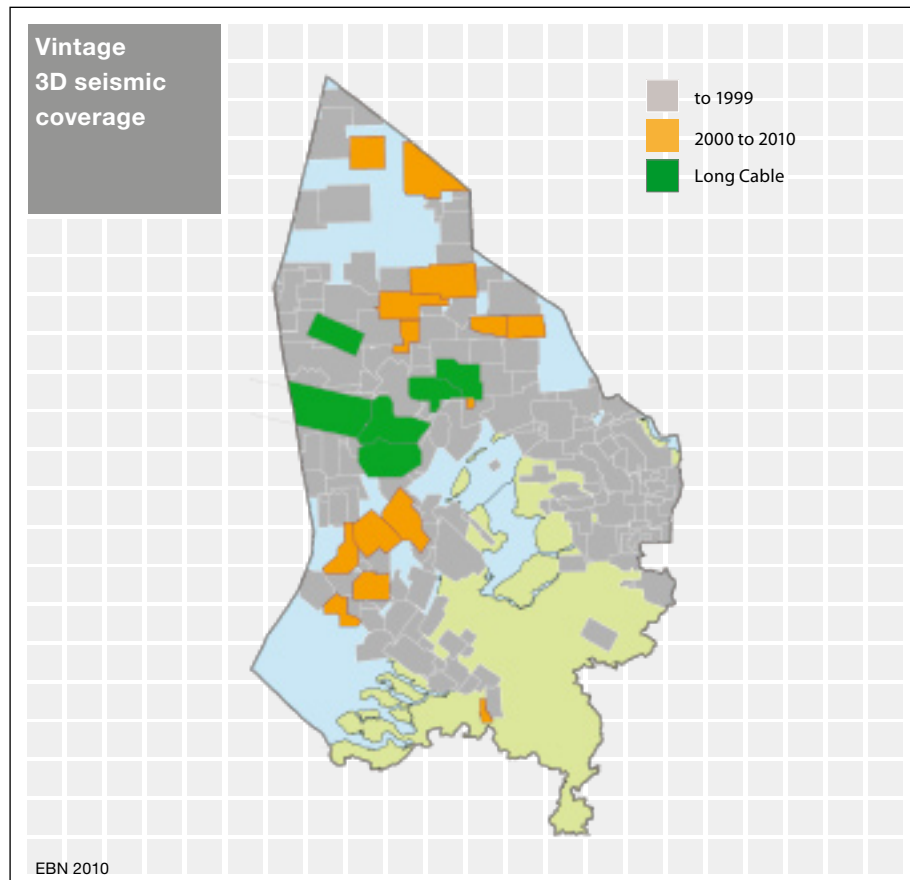 Vintage
3D seismic
coverage
to 1999
2000 to 2010
Long Cable
EBN 2010